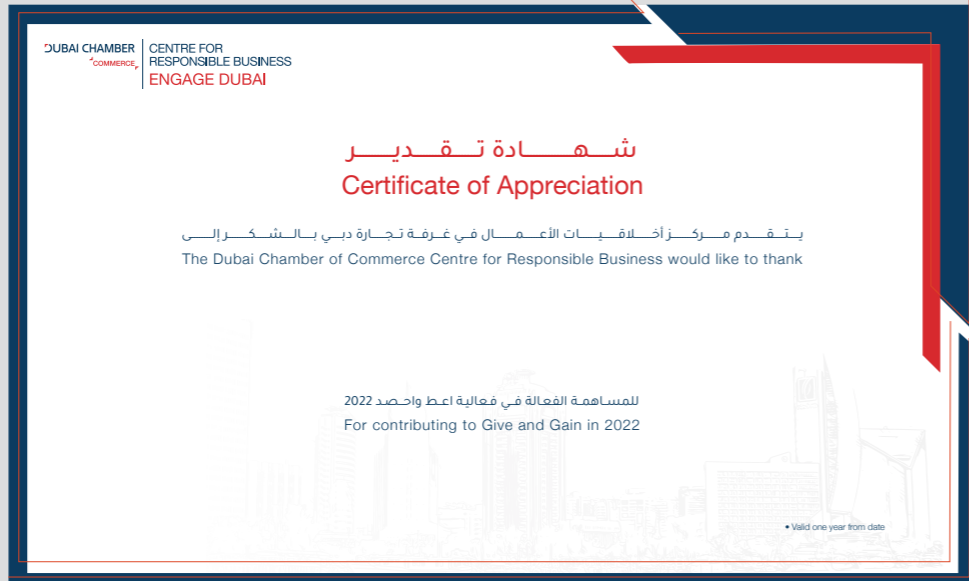 DUBAI CHAMBER
COMMERCE
CENTRE FOR
RESPONSIBLE BUSINESS
ENGAGE DUBAI
شهادة تقدير
Certificate of Appreciation
يتقدم مركز أخلاقيات الأعمال في غرفة تجارة دبي بالشكر إلى
The Dubai Chamber of Commerce Centre for Responsible Business would like to thank
للمساهمة الفعالة في فعالية اعط واحصد 2022
For contributing to Give and Gain in 2022
• Valid one year from date